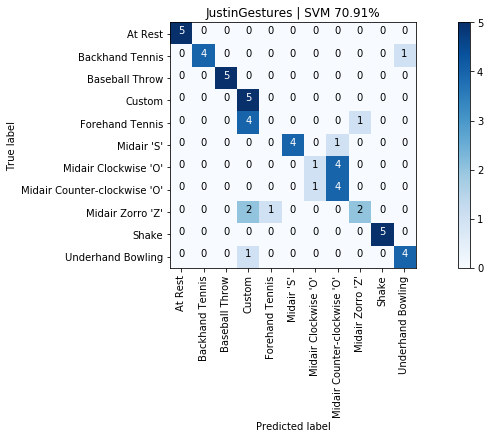 JustinGestures | SVM 70.91%
True label
At Rest 5 0 0 0 0 0 0 0 0 0 0
Backhand Tennis 0 4 0 0 0 0 0 0 0 0 1
Baseball Throw 0 0 5 0 0 0 0 0 0 0 0
Custom 0 0 0 5 0 0 0 0 0 0 0
Forehand Tennis 0 0 0 4 0 0 0 0 1 0 0
Midair 'S' 0 0 0 0 0 4 0 1 0 0 0
Midair Clockwise 'O' 0 0 0 0 0 0 1 4 0 0 0
Midair Counter-clockwise 'O' 0 0 0 0 0 0 1 4 0 0 0
Midair Zorro 'Z' 0 0 0 2 1 0 0 0 2 0 0
Shake 0 0 0 0 0 0 0 0 0 5 0
Underhand Bowling 0 0 0 1 0 0 0 0 0 0 4
At Rest
Backhand Tennis
Baseball Throw
Custom
Forehand Tennis
Midair 'S'
Midair Clockwise 'O'
Midair Counter-clockwise 'O'
Midair Zorro 'Z'
Shake
Underhand Bowling
Predicted label
5
4
3
2
1
0